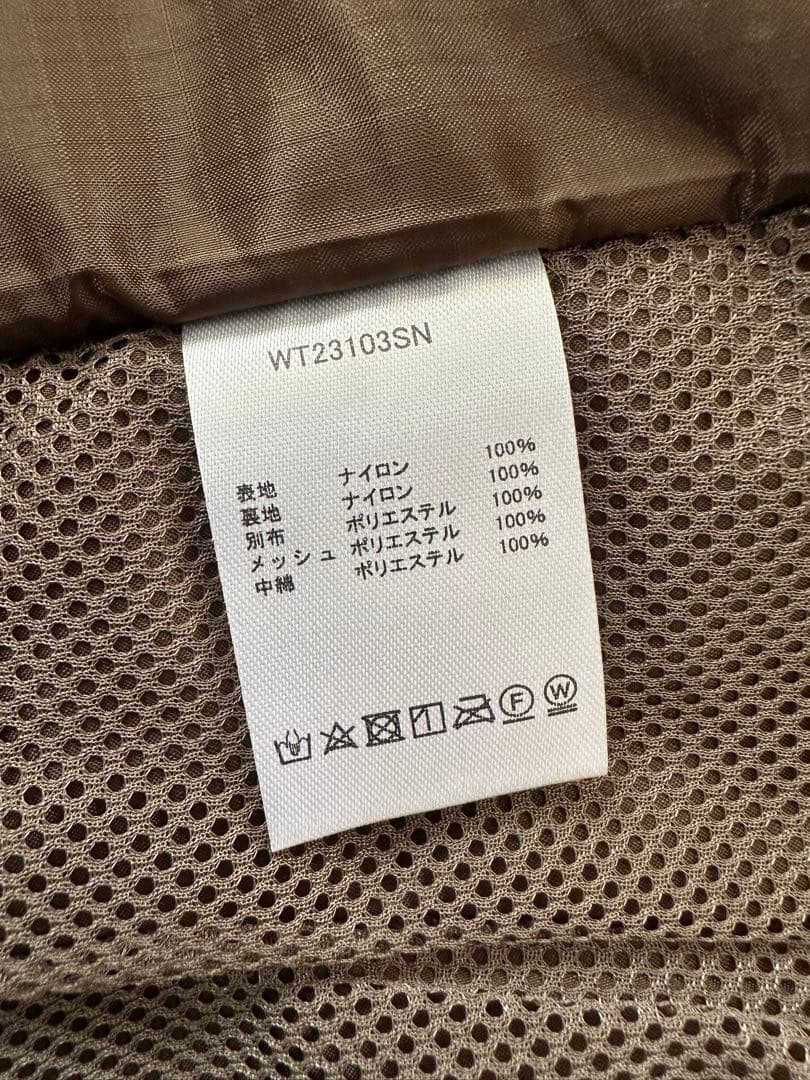 WT23103SN
表地 ナイロン 100%
裏地 ナイロン 100%
別布 ポリエステル 100%
メッシュ ポリエステル 100%
中綿 ポリエステル 100%
F W